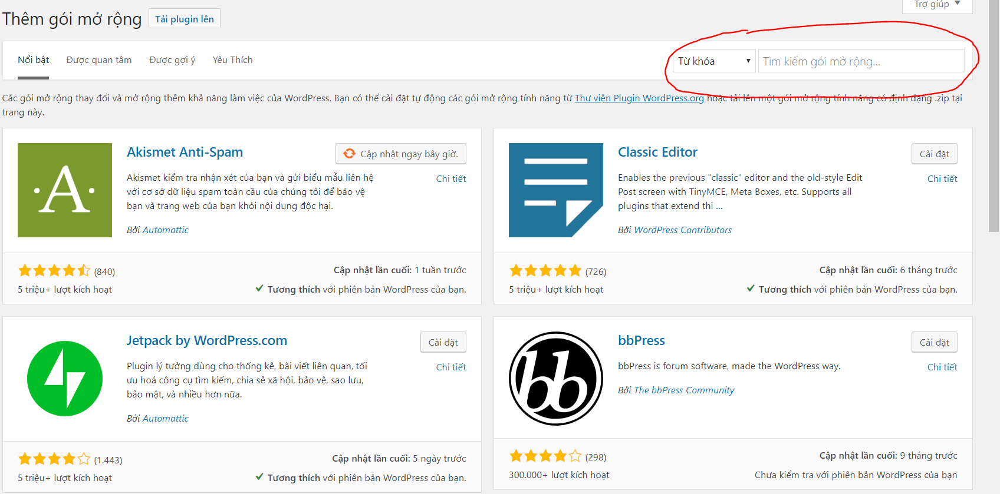 Trợ giúp
Thêm gói mở rộng
Tải plugin lên
Nổi bật Được quan tâm Được gợi ý Yêu Thích
Từ khóa Tìm kiếm gói mở rộng...
Các gói mở rộng thay đổi và mở rộng thêm khả năng làm việc của WordPress. Bạn có thể cài đặt tự động các gói mở rộng tính năng từ Thư viện Plugin WordPress.org hoặc tải lên một gói mở rộng tính năng có định dạng .zip tại
trang này.
A
Akismet Anti-Spam
Cập nhật ngay bây giờ.
Chi tiết
Akismet kiểm tra nhận xét của bạn và gửi biểu mẫu liên hệ
với cơ sở dữ liệu spam toàn cầu của chúng tôi để bảo vệ
bạn và trang web của bạn khỏi nội dung độc hại.
Bởi Automattic
(840)
Cập nhật lần cuối: 1 tuần trước
5 triệu+ lượt kích hoạt
Tương thích với phiên bản WordPress của bạn.
Classic Editor
Cài đặt
Chi tiết
Enables the previous "classic" editor and the old-style Edit
Post screen with TinyMCE, Meta Boxes, etc. Supports all
plugins that extend thi ...
Bởi WordPress Contributors
(726)
Cập nhật lần cuối: 6 tháng trước
5 triệu+ lượt kích hoạt
Tương thích với phiên bản WordPress của bạn.
Jetpack by WordPress.com
Cài đặt
Chi tiết
Plugin lý tưởng dùng cho thống kê, bài viết liên quan, tối
ưu hoá công cụ tìm kiếm, chia sẻ xã hội, bảo vệ, sao lưu,
bảo mật, và nhiều hơn nữa.
Bởi Automattic
(1.443)
Cập nhật lần cuối: 5 ngày trước
5 triệu+ lượt kích hoạt
Tương thích với phiên bản WordPress của bạn.
bb
bbPress
Cài đặt
Chi tiết
bbPress is forum software, made the WordPress way.
Bởi The bbPress Community
(298)
Cập nhật lần cuối: 9 tháng trước
300.000+ lượt kích hoạt
Chưa kiểm tra với phiên bản WordPress của bạn